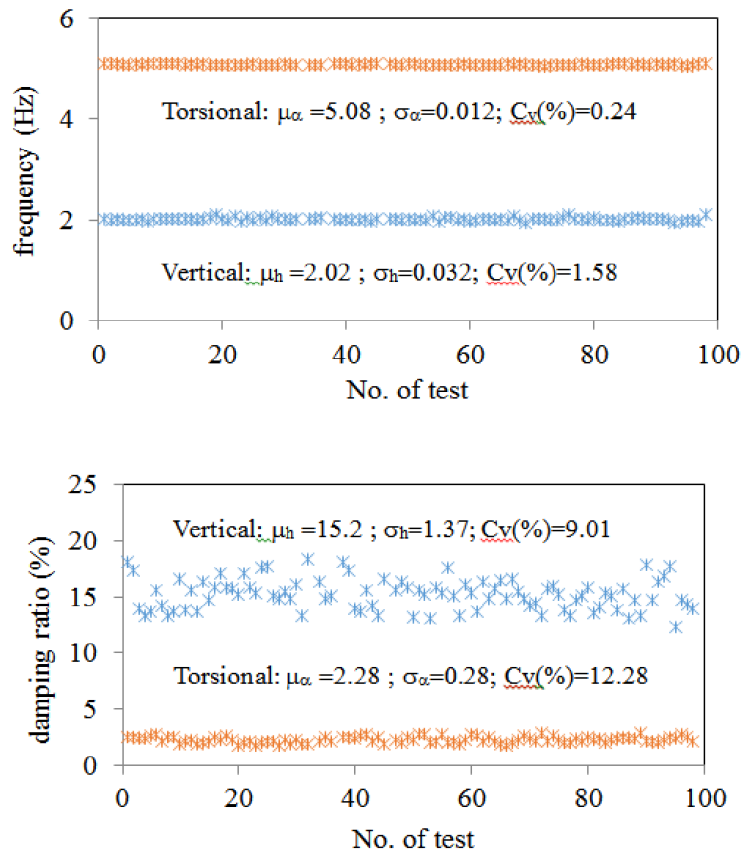 6
4
2
0
frequency (Hz)
Torsional: μα =5.08 ; σα=0.012; Cv(%)=0.24
Vertical: μh =2.02 ; σh=0.032; Cv(%)=1.58
0 20 40 60 80 100
No. of test
25
20
15
10
5
0
damping ratio (%)
Vertical: μh =15.2 ; σh=1.37; Cv(%)=9.01
Torsional: μα =2.28 ; σα=0.28; Cv(%)=12.28
0 20 40 60 80 100
No. of test